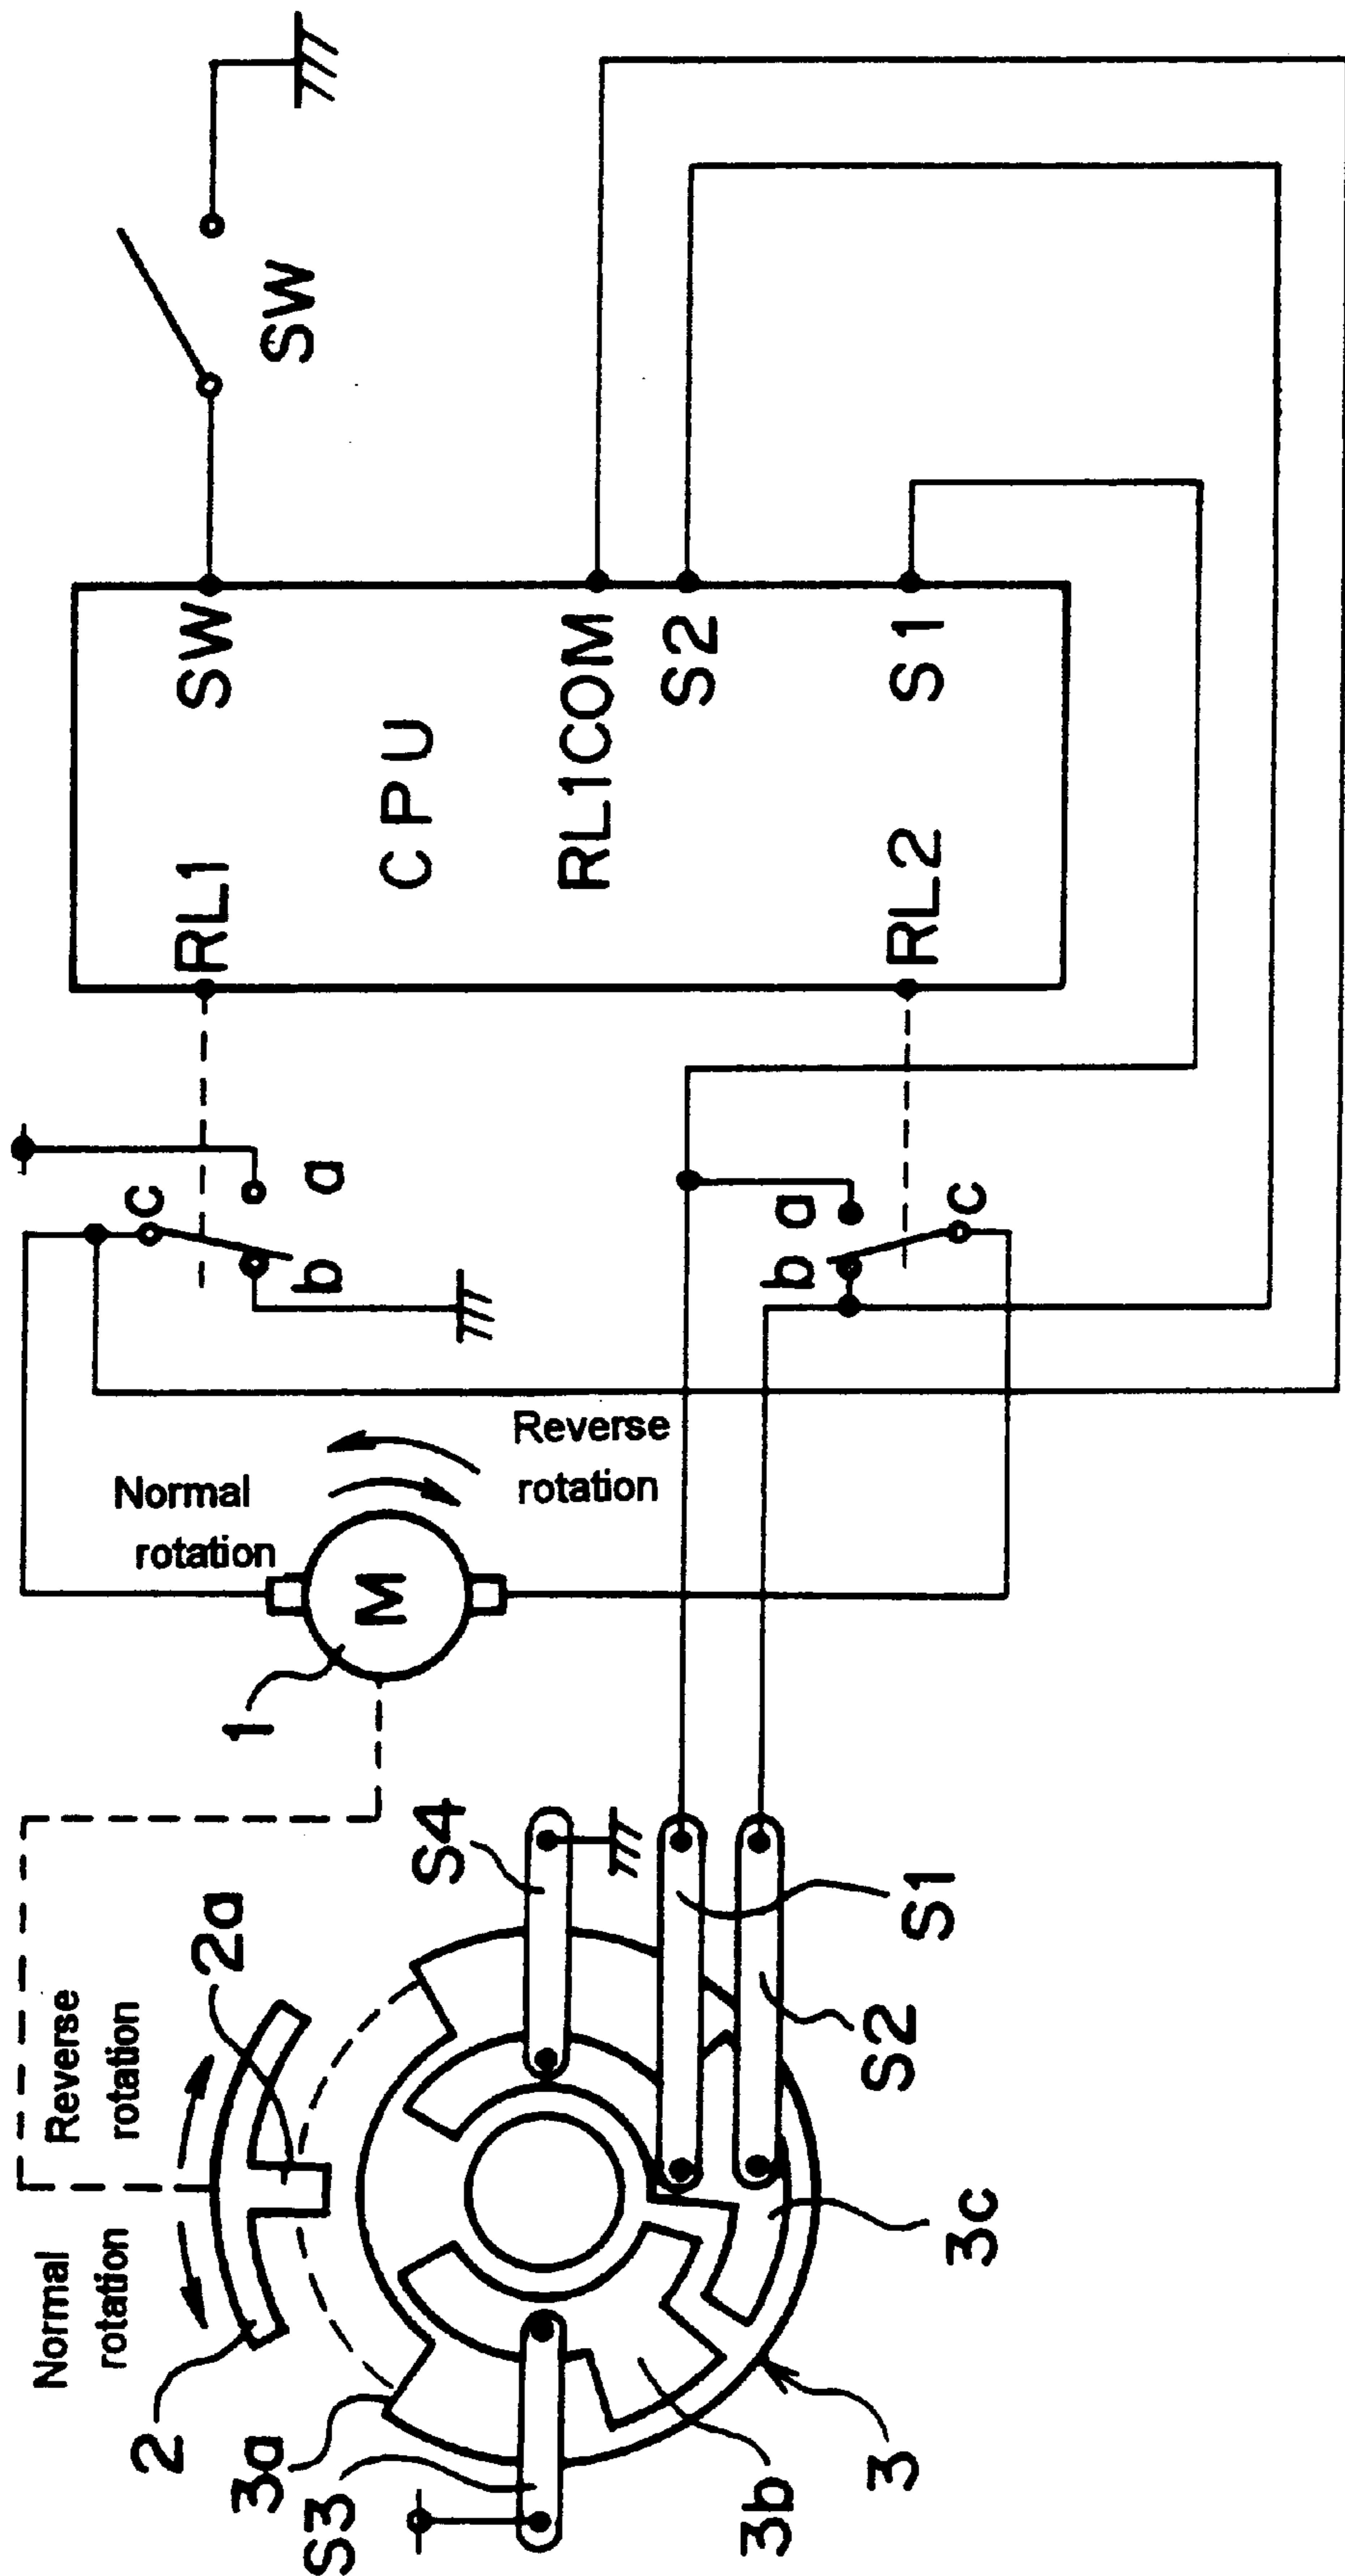 SW
SW
CPU
RL1
RL1COM
S2
S1
RL2
c
a
b
b
a
c
Normal
rotation
Reverse
rotation
M
1
Normal
rotation
Reverse
rotation
2
2a
3a
S3
S4
S1
S2
3c
3b
3